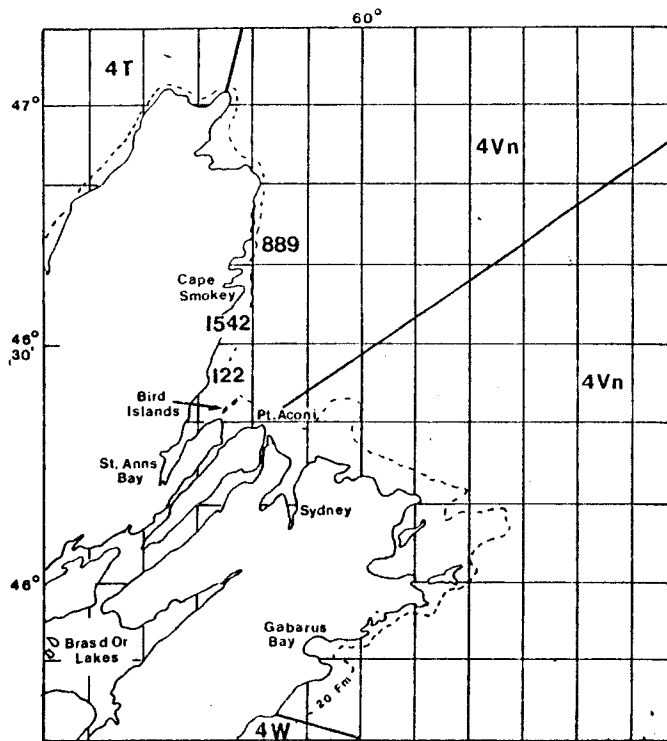 60°
4T
47°
4Vn
889
Cape
Smokey
1542
46°
30'
122
4Vn
Bird
Islands
Pt. Aconi
St. Anns
Bay
Sydney
46°
Gabarus
Bay
Bras d Or
Lakes
20 Fm
4W